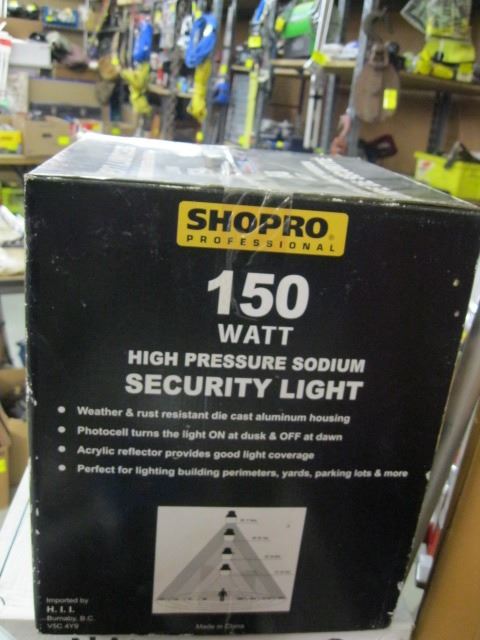 SHOPRO
PROFESSIONAL
150
WATT
HIGH PRESSURE SODIUM
SECURITY LIGHT
• Weather & rust resistant die cast aluminum housing
• Photocell turns the light ON at dusk & OFF at dawn
• Acrylic reflector provides good light coverage
• Perfect for lighting building perimeters, yards, parking lots & more
Imported by
H. I. I.
Burnaby, B.C.
V5C 4Y9
Made in China